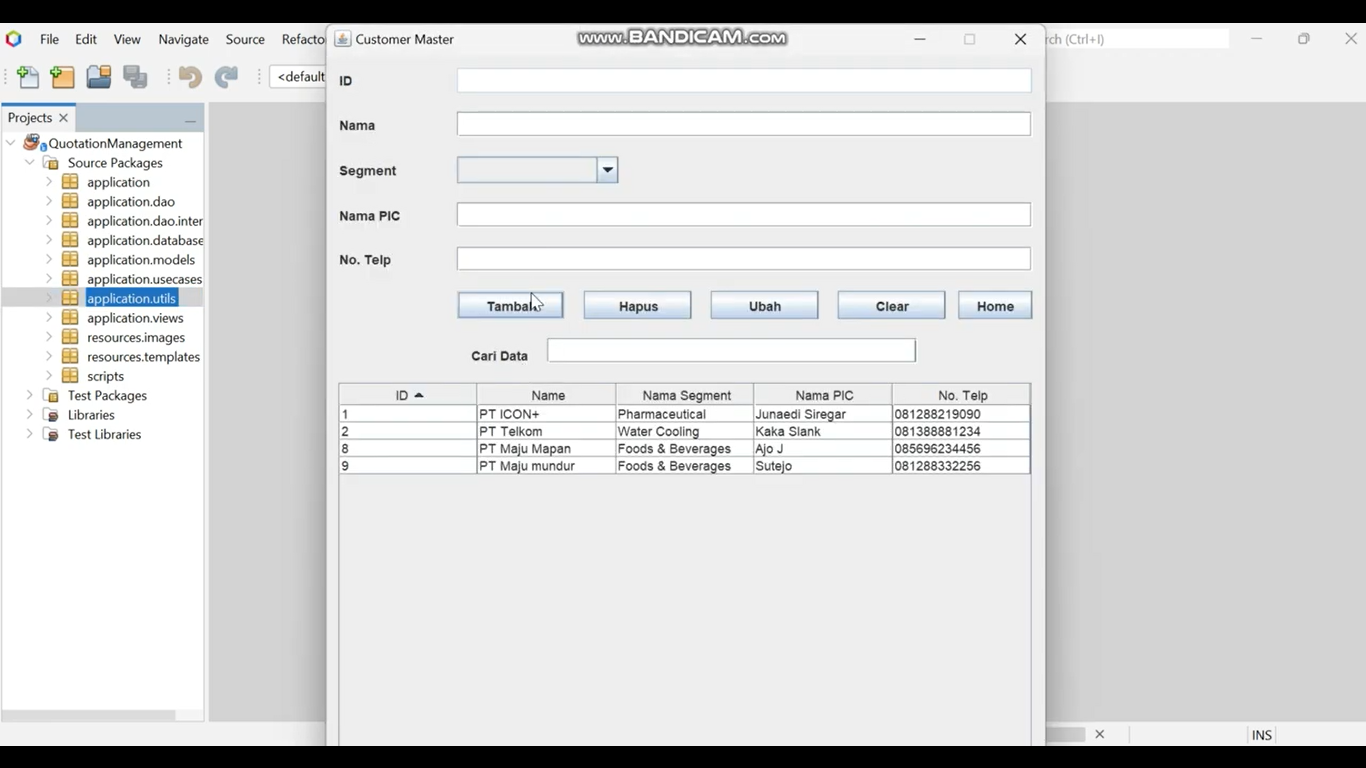 File Edit View Navigate Source Refacto
Customer Master
www.BANDICAM.com
rch (Ctrl+I)
<default
Projects
QuotationManagement
Source Packages
application
application.dao
application.dao.inter
application.database
application.models
application.usecases
application.utils
application.views
resources.images
resources.templates
scripts
Test Packages
Libraries
Test Libraries
ID
Nama
Segment
Nama PIC
No. Telp
Tambah Hapus Ubah Clear Home
Cari Data
ID Name Nama Segment Nama PIC No. Telp
1 PT ICON+ Pharmaceutical Junaedi Siregar 081288219090
2 PT Telkom Water Cooling Kaka Slank 081388881234
8 PT Maju Mapan Foods & Beverages Ajo J 085696234456
9 PT Maju mundur Foods & Beverages Sutejo 081288332256
INS